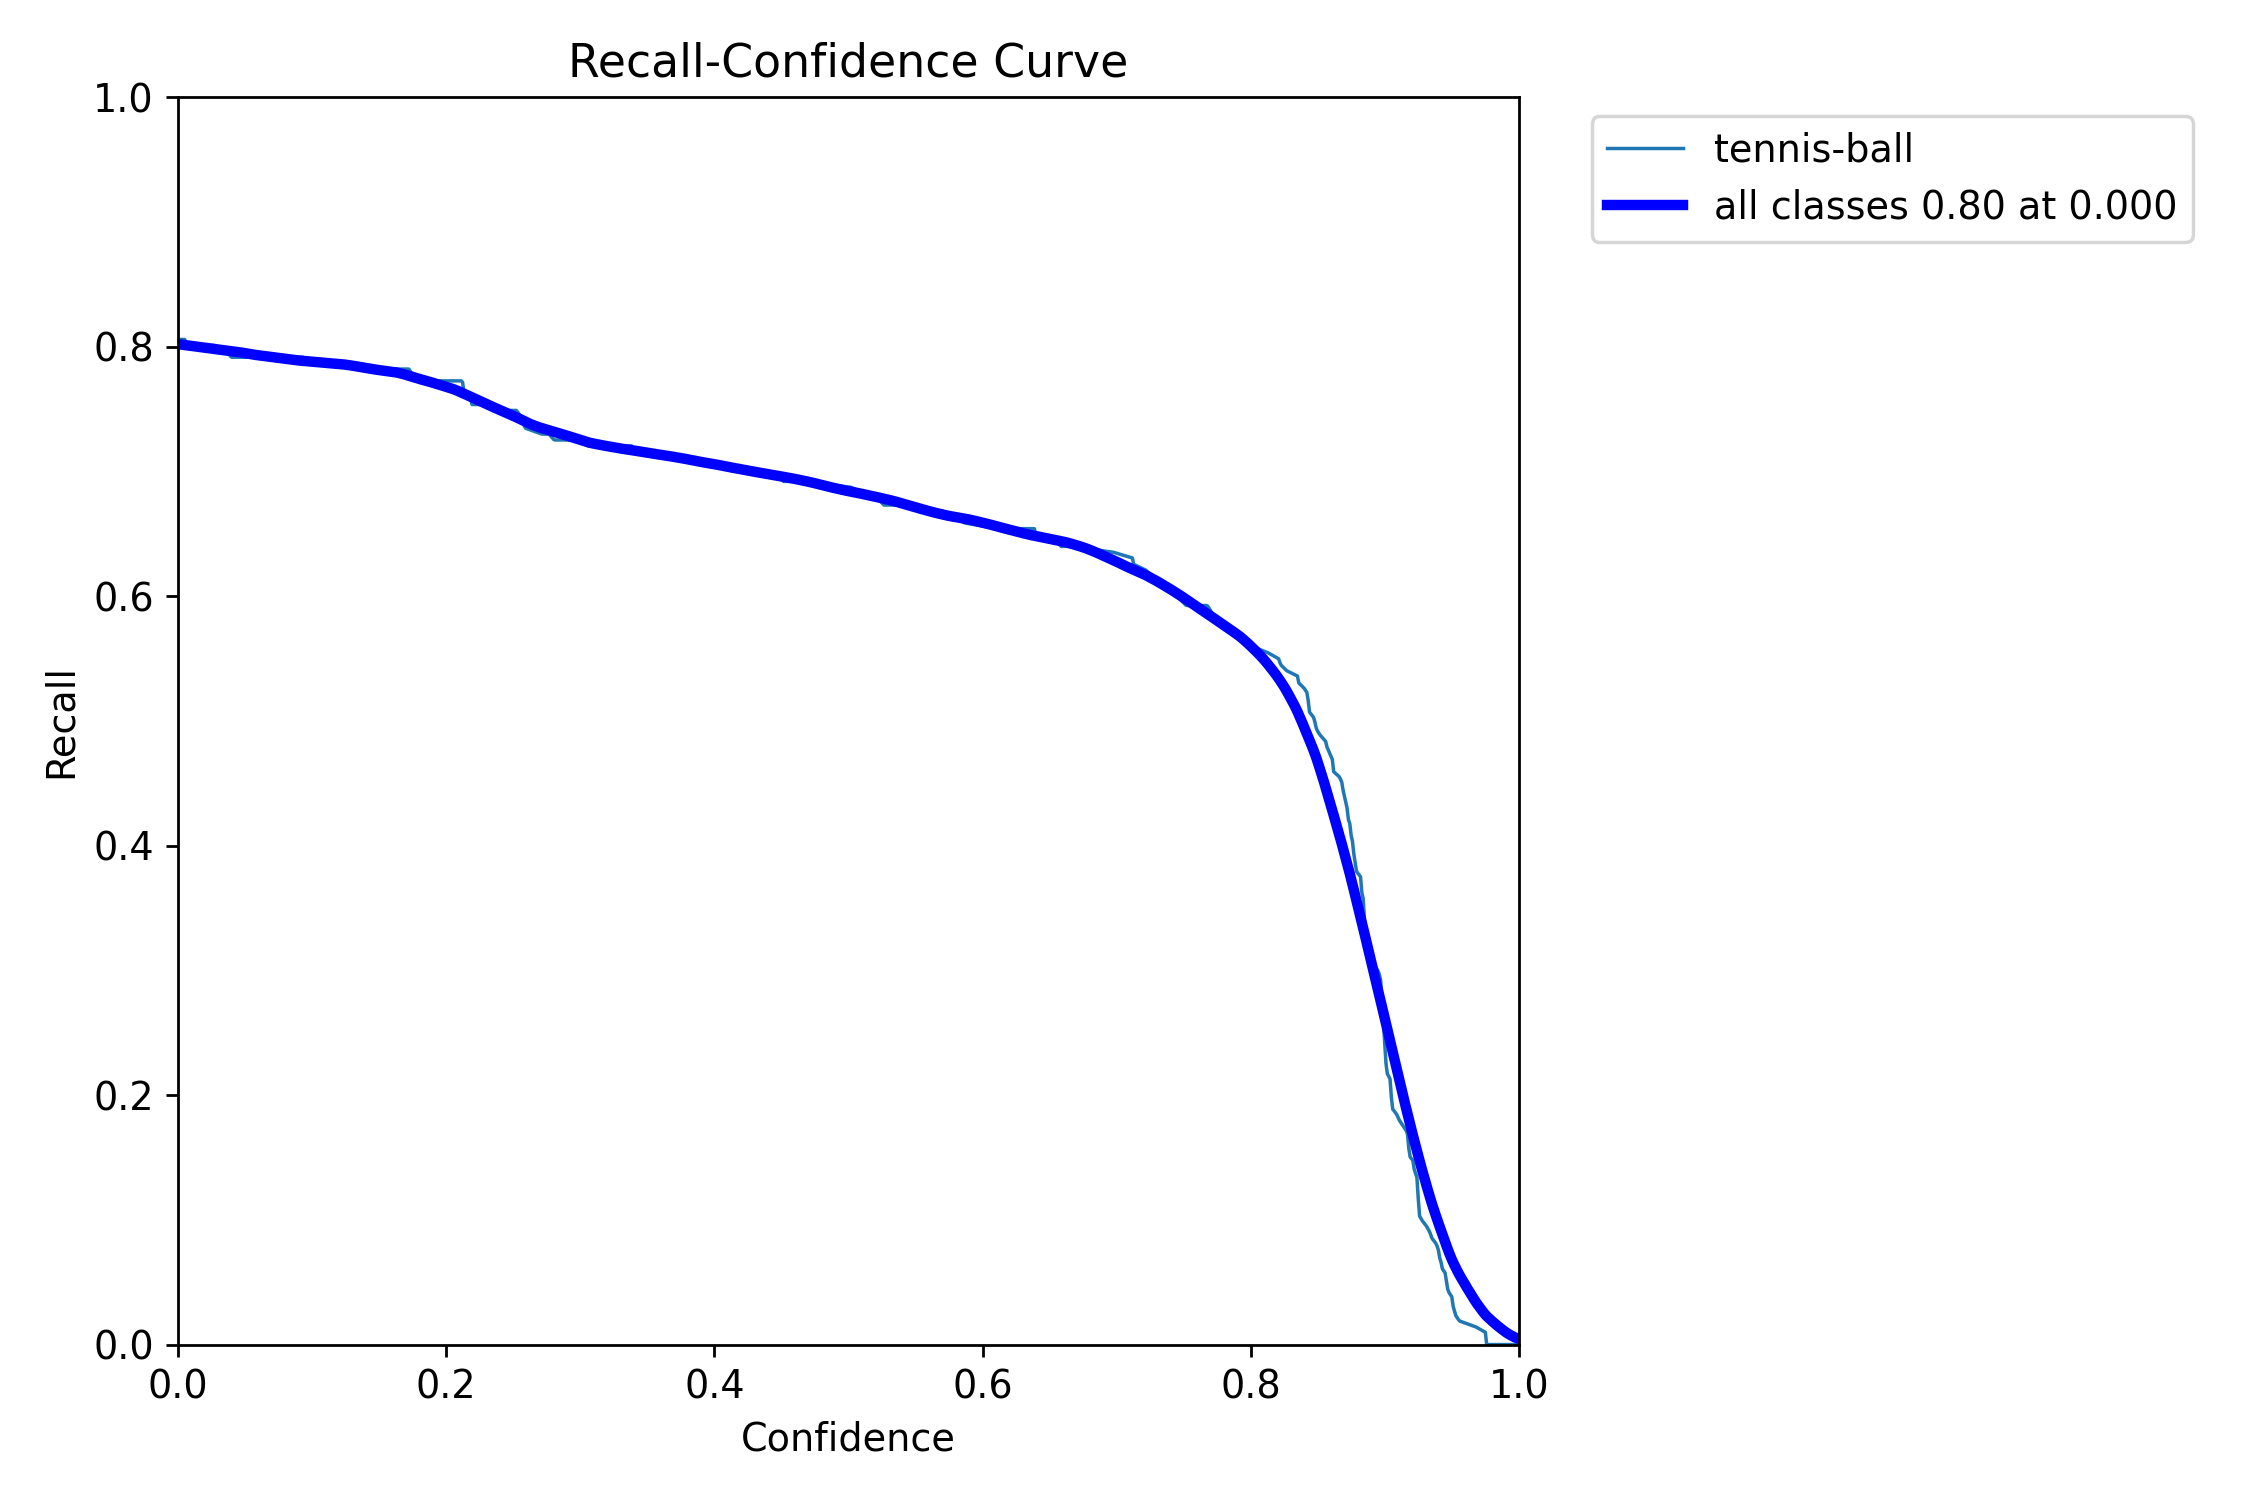 Recall-Confidence Curve
1.0
0.8
0.6
0.4
0.2
0.0
Recall
0.0 0.2 0.4 0.6 0.8 1.0
Confidence
tennis-ball
all classes 0.80 at 0.000